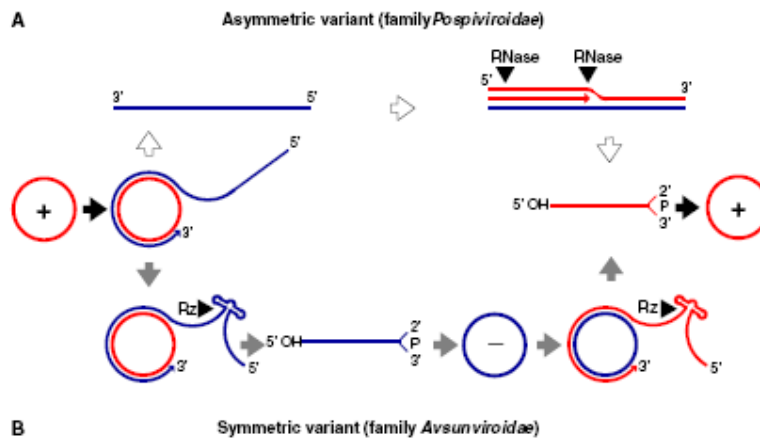 A Asymmetric variant (family Pospiviroidae)
RNase RNase
5' 3'
3' 5'
5'
+ 3'
5' OH 2' P 3' +
Rz 3' 5'
5' OH 2' P 3'
−
Rz 3' 5'
B Symmetric variant (family Avsunviroidae)